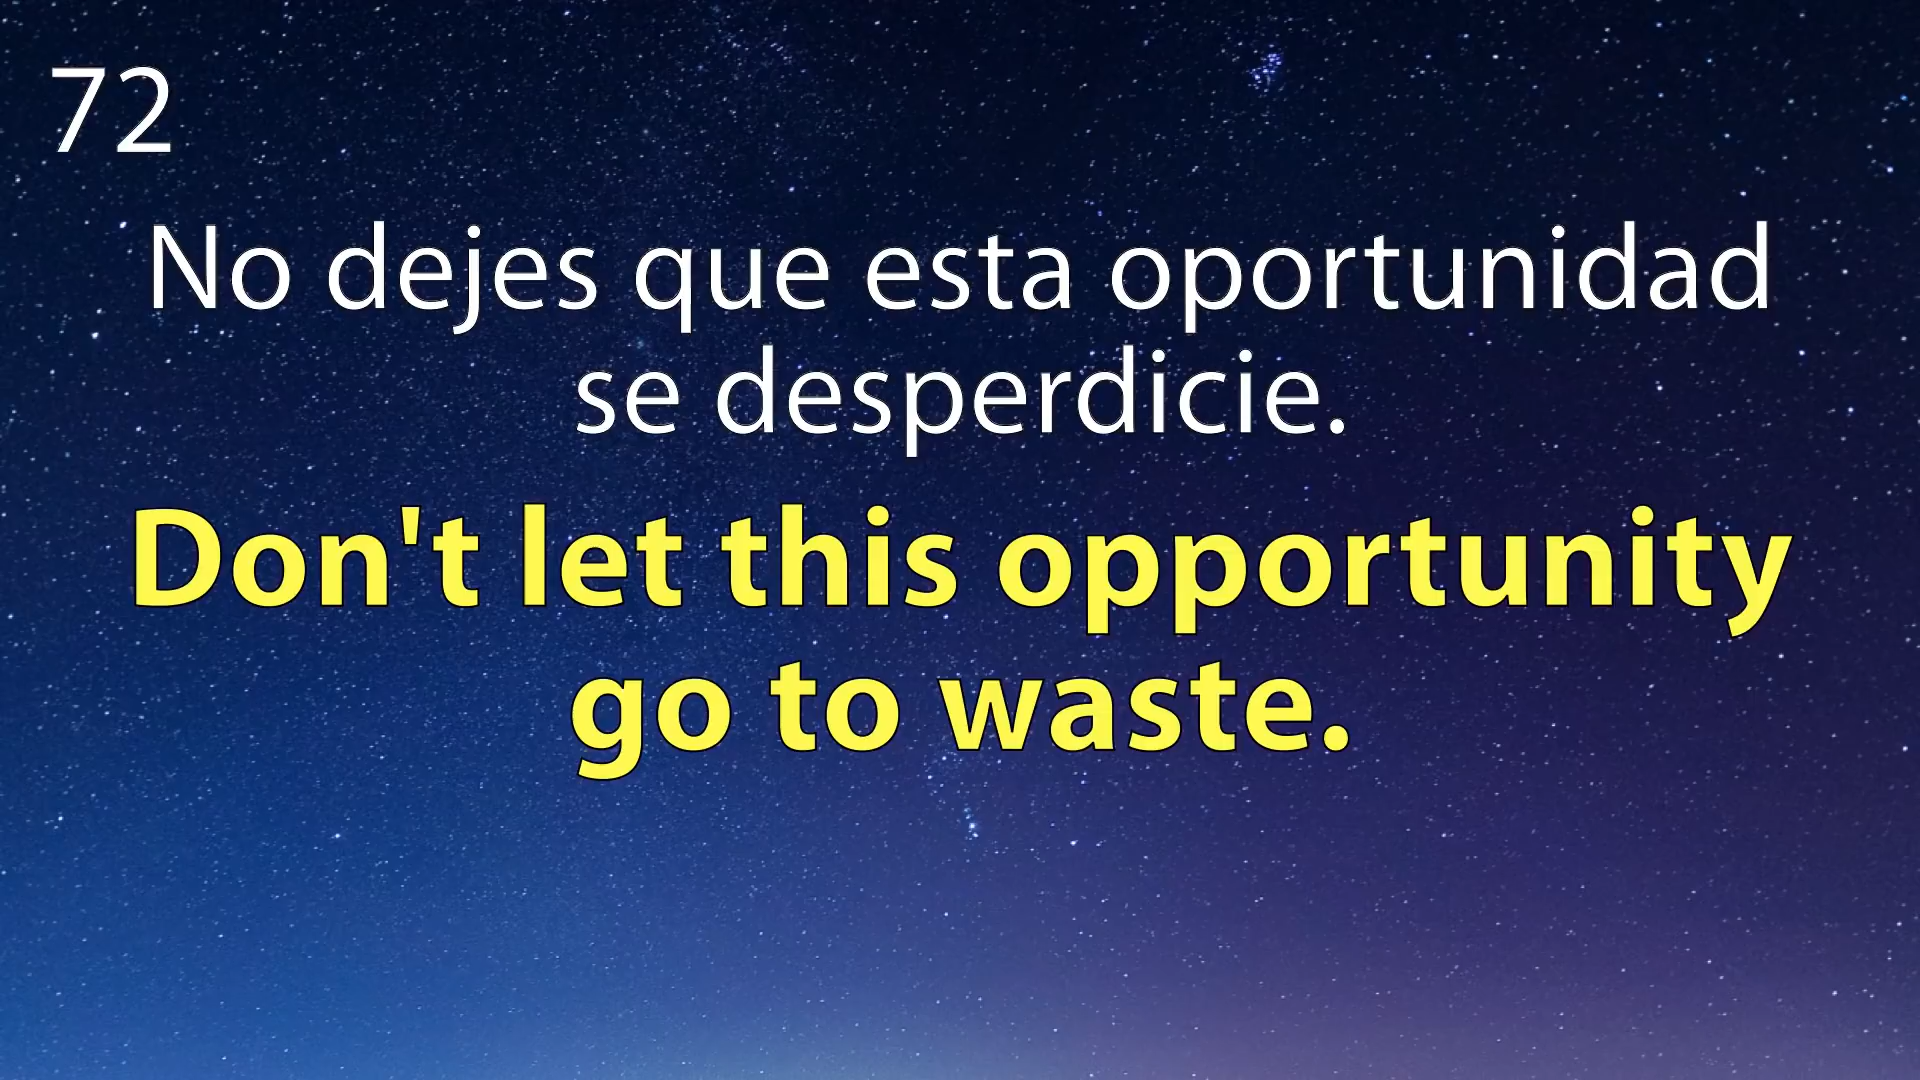 72
No dejes que esta oportunidad
se desperdicie.
Don't let this opportunity
go to waste.